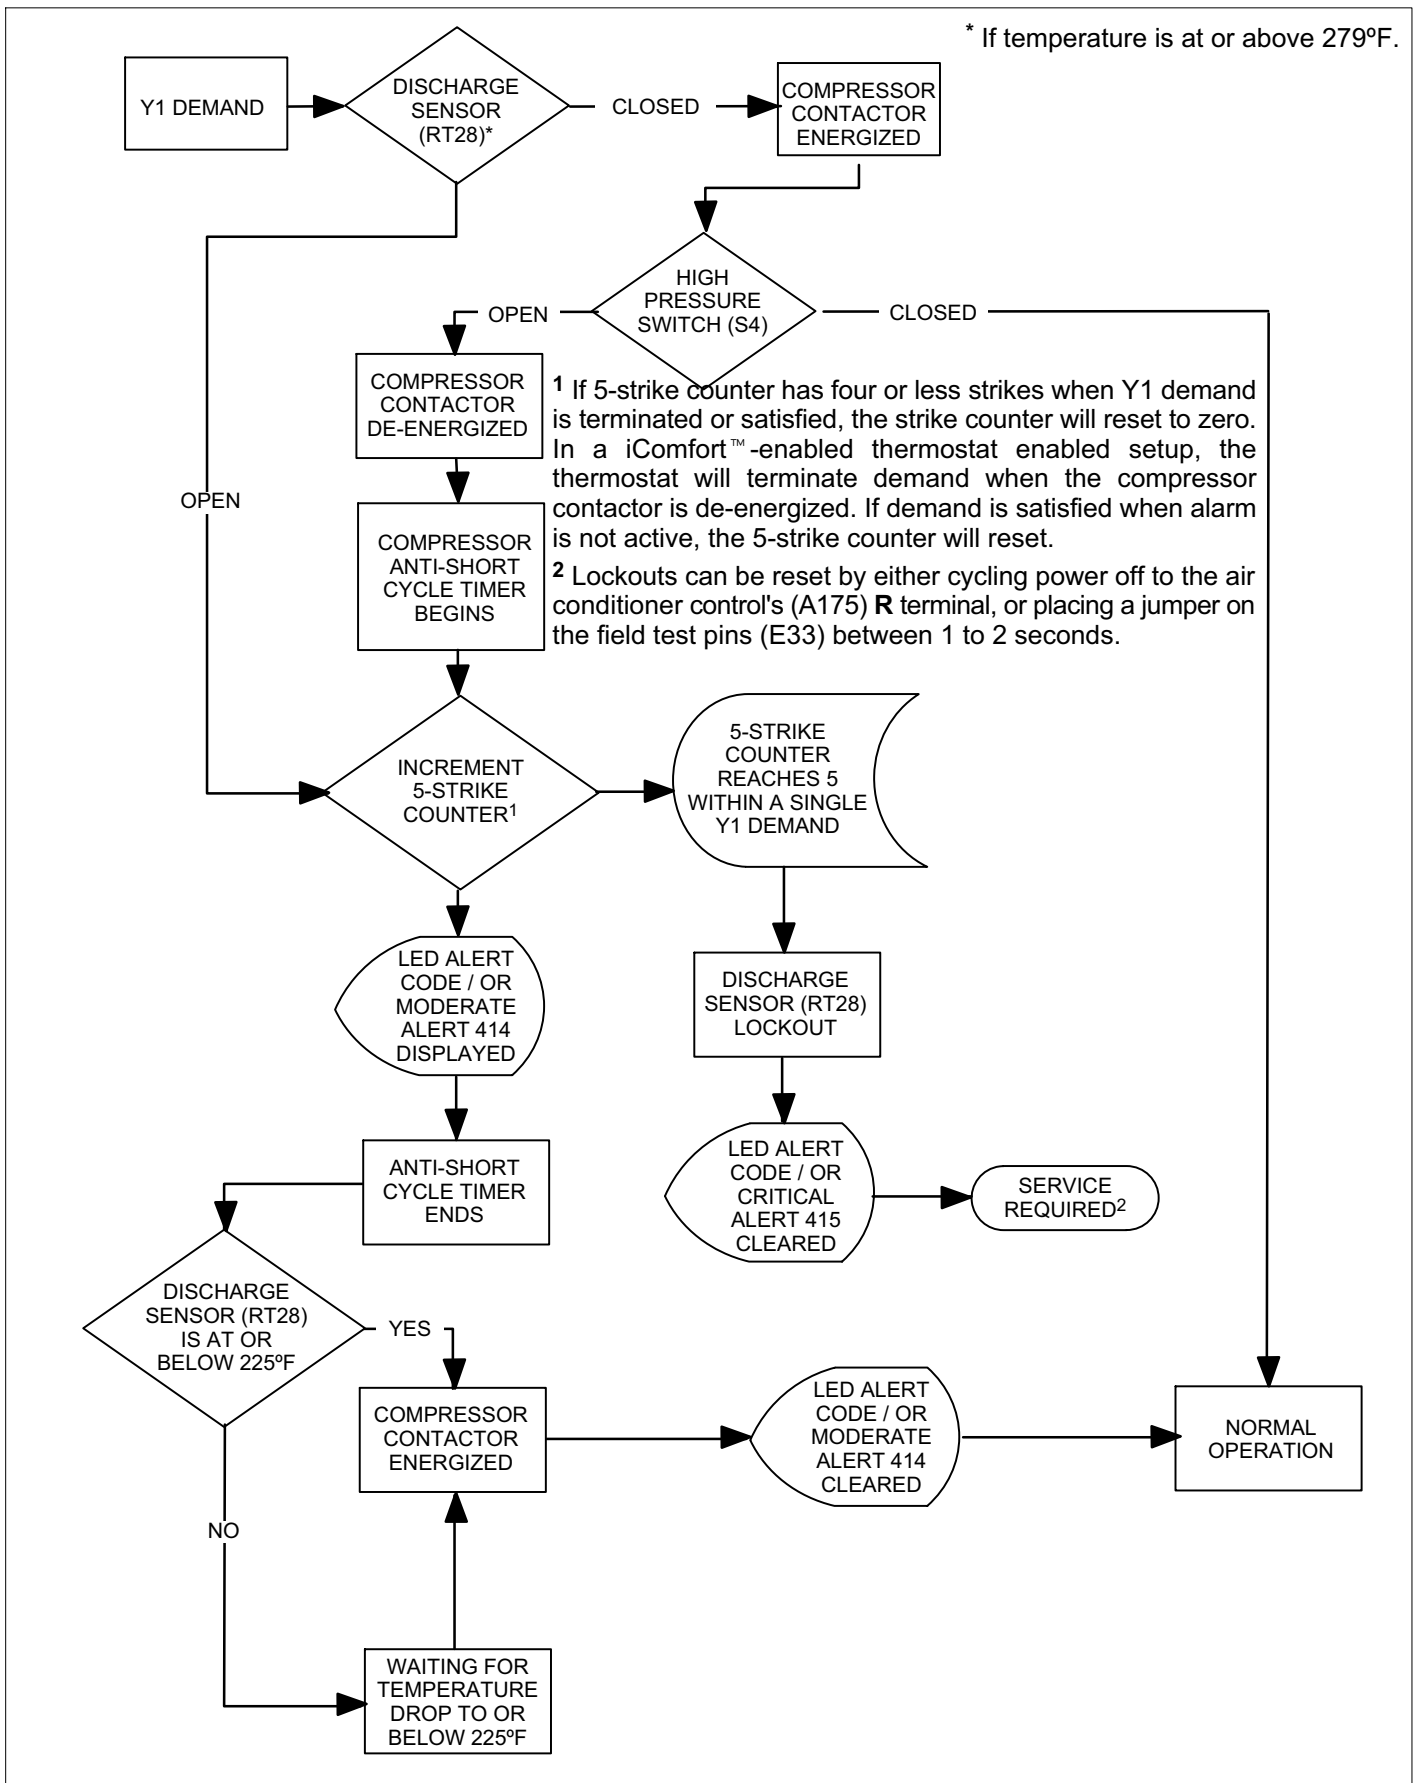 * If temperature is at or above 279ºF.
Y1 DEMAND
DISCHARGE
SENSOR
(RT28)*
CLOSED
COMPRESSOR
CONTACTOR
ENERGIZED
HIGH
PRESSURE
SWITCH (S4)
OPEN
CLOSED
COMPRESSOR
CONTACTOR
DE-ENERGIZED
1 If 5-strike counter has four or less strikes when Y1 demand
is terminated or satisfied, the strike counter will reset to zero.
In a iComfort™-enabled thermostat enabled setup, the
thermostat will terminate demand when the compressor
contactor is de-energized. If demand is satisfied when alarm
is not active, the 5-strike counter will reset.
2 Lockouts can be reset by either cycling power off to the air
conditioner control's (A175) R terminal, or placing a jumper on
the field test pins (E33) between 1 to 2 seconds.
OPEN
COMPRESSOR
ANTI-SHORT
CYCLE TIMER
BEGINS
INCREMENT
5-STRIKE
COUNTER1
5-STRIKE
COUNTER
REACHES 5
WITHIN A SINGLE
Y1 DEMAND
LED ALERT
CODE / OR
MODERATE
ALERT 414
DISPLAYED
DISCHARGE
SENSOR (RT28)
LOCKOUT
ANTI-SHORT
CYCLE TIMER
ENDS
LED ALERT
CODE / OR
CRITICAL
ALERT 415
CLEARED
SERVICE
REQUIRED2
DISCHARGE
SENSOR (RT28)
IS AT OR
BELOW 225ºF
YES
COMPRESSOR
CONTACTOR
ENERGIZED
LED ALERT
CODE / OR
MODERATE
ALERT 414
CLEARED
NORMAL
OPERATION
NO
WAITING FOR
TEMPERATURE
DROP TO OR
BELOW 225ºF